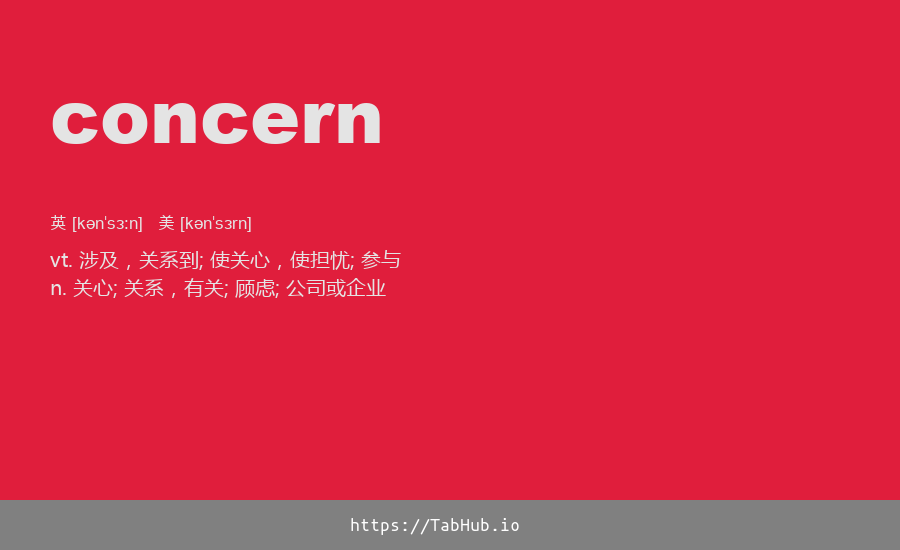 concern
英 [kən'sɜːn] 美 [kən'sɜrn]
vt. 涉及，关系到; 使关心，使担忧; 参与
n. 关心; 关系，有关; 顾虑; 公司或企业
https://TabHub.io